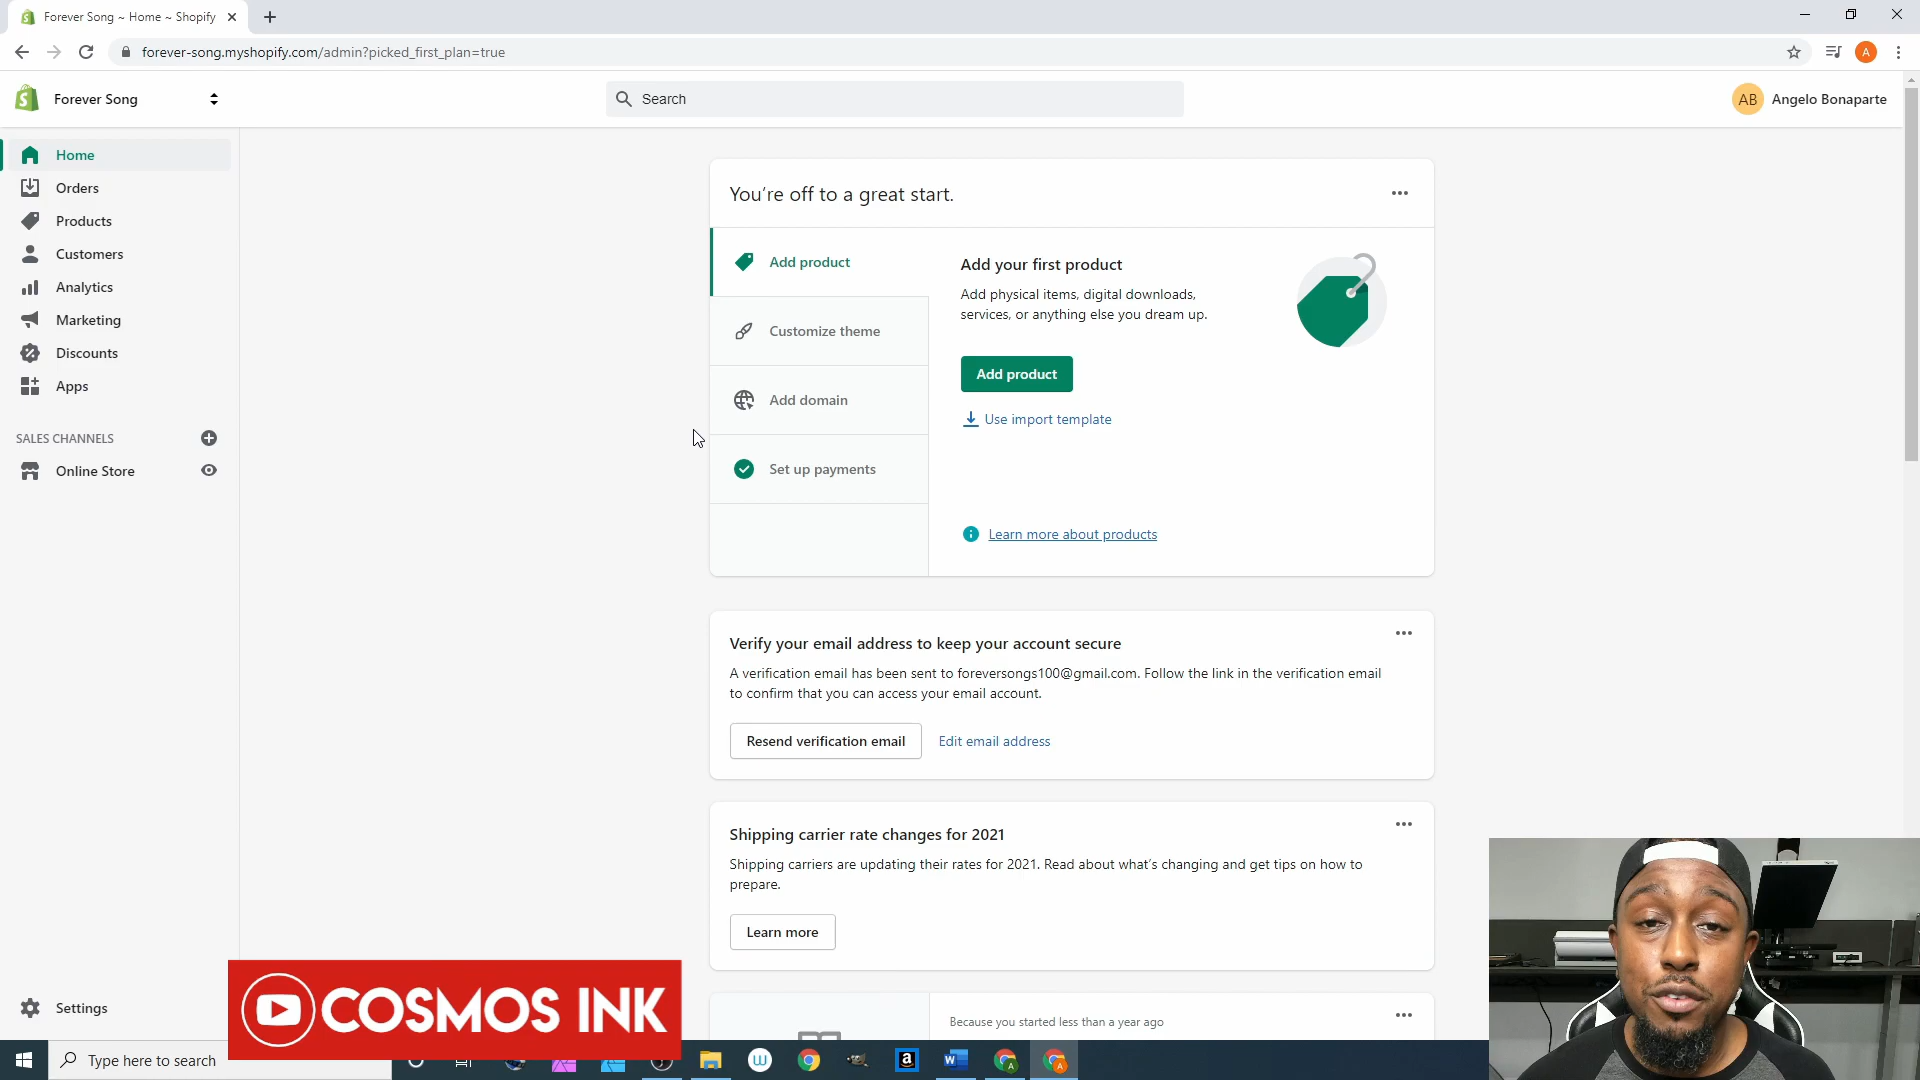 Forever Song ~ Home ~ Shopify
forever-song.myshopify.com/admin?picked_first_plan=true
A
Forever Song
Search
AB
Angelo Bonaparte
Home
Orders
Products
Customers
Analytics
Marketing
Discounts
Apps
SALES CHANNELS
Online Store
Settings
You're off to a great start.
Add product
Customize theme
Add domain
Set up payments
Add your first product
Add physical items, digital downloads,
services, or anything else you dream up.
Add product
Use import template
Learn more about products
Verify your email address to keep your account secure
A verification email has been sent to foreversongs100@gmail.com. Follow the link in the verification email
to confirm that you can access your email account.
Resend verification email
Edit email address
Shipping carrier rate changes for 2021
Shipping carriers are updating their rates for 2021. Read about what's changing and get tips on how to
prepare.
Learn more
Because you started less than a year ago
COSMOS INK
Type here to search